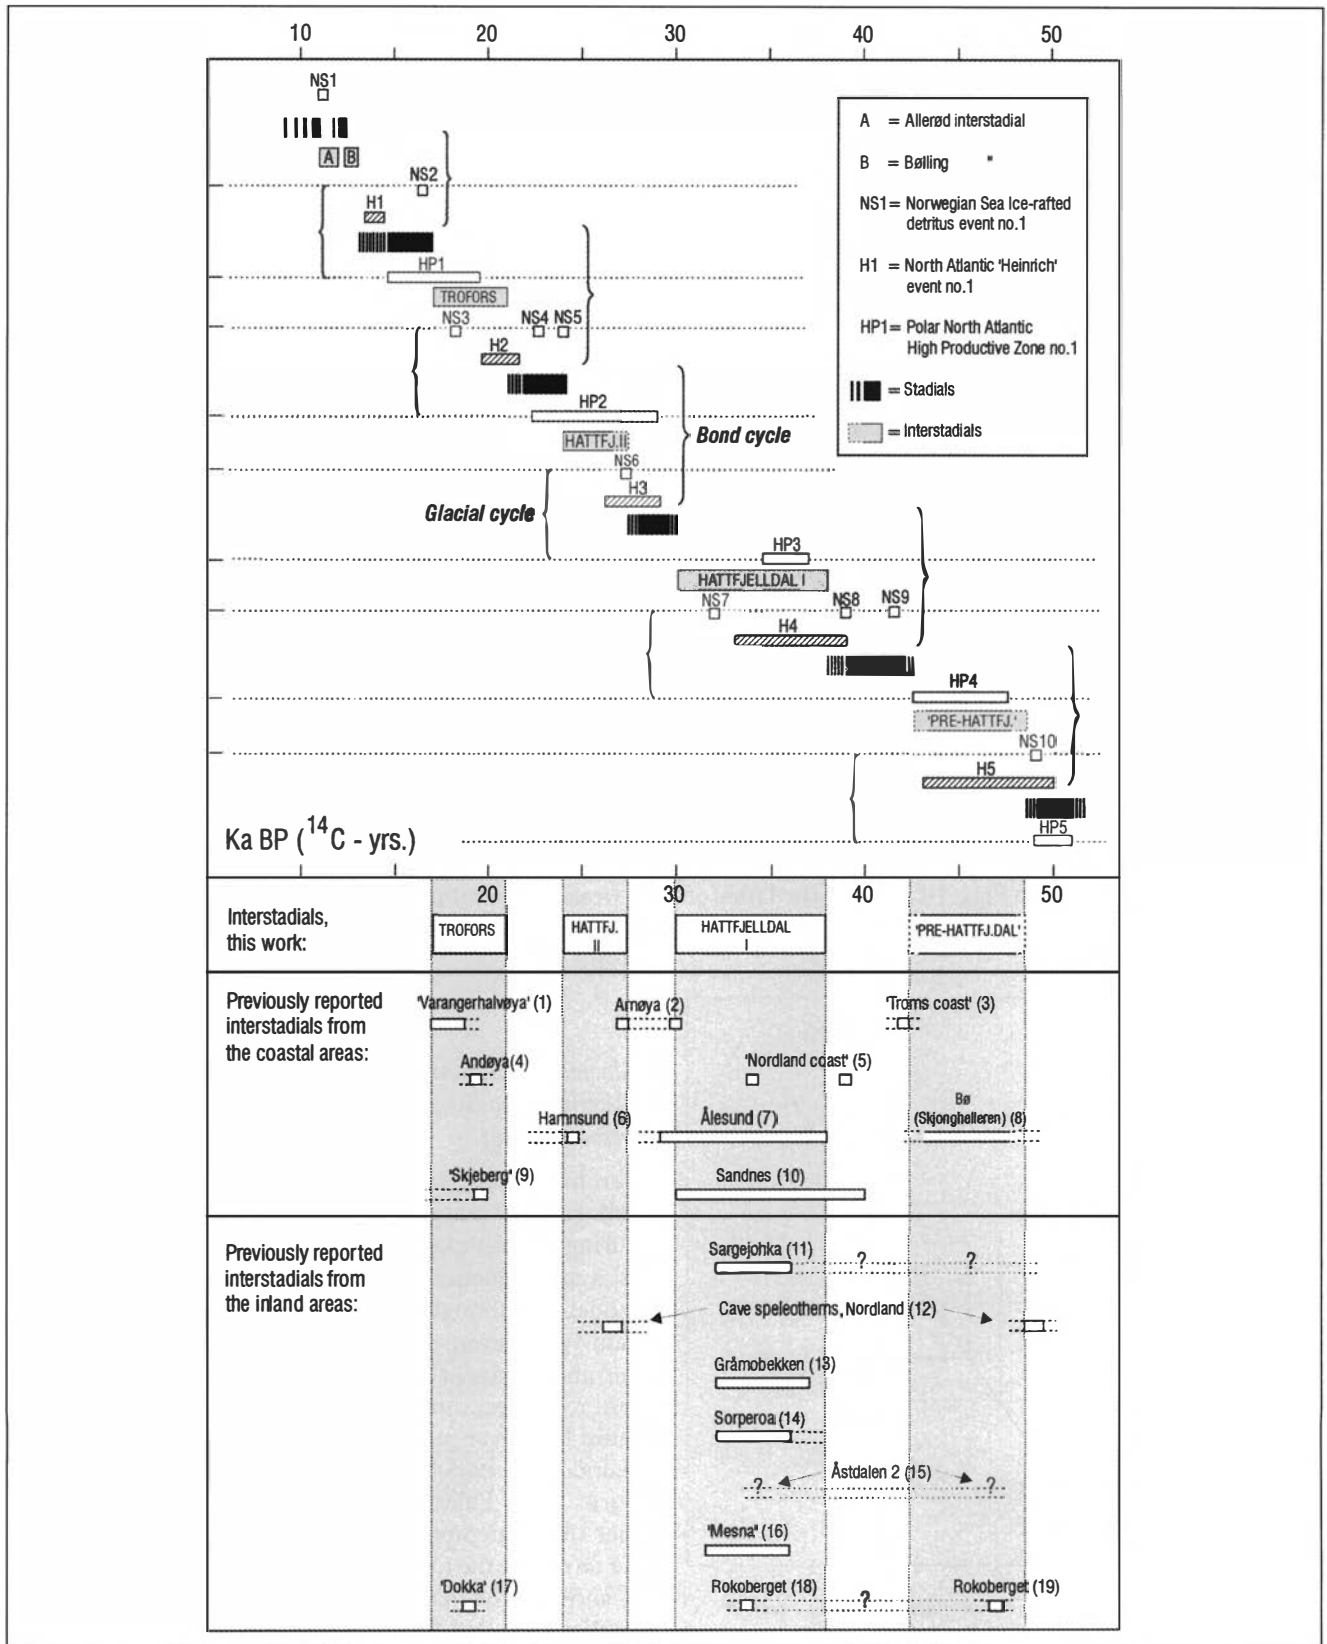 10 20 30 40 50
NS1
A B
NS2
H1
HP1
TROFORS
NS3 NS4 NS5
H2
HP2
HATTFJ.II
Bond cycle
NS6
H3
Glacial cycle
HP3
HATTFJELLDAL I
NS7 NS8 NS9
H4
HP4
'PRE-HATTFJ.'
NS10
H5
HP5
Ka BP (14C - yrs.)
A = Allerød interstadial
B = Bølling "
NS1= Norwegian Sea Ice-rafted
detritus event no.1
H1 = North Atlantic 'Heinrich'
event no.1
HP1= Polar North Atlantic
High Productive Zone no.1
= Stadials
= Interstadials
20 30 40 50
Interstadials,
this work:
TROFORS
HATTFJ.
II
HATTFJELLDAL
I
'PRE-HATTFJ.DAL'
Previously reported
interstadials from
the coastal areas:
'Varangerhalvøya' (1)
Arnøya (2)
'Troms coast' (3)
Andøya(4)
'Nordland coast' (5)
Hamnsund (6)
Ålesund (7)
Bø
(Skjonghelleren) (8)
'Skjeberg' (9)
Sandnes (10)
Previously reported
interstadials from
the inland areas:
Sargejohka (11)
? ?
Cave speleothems, Nordland (12)
Gråmobekken (13)
Sorperoa (14)
Åstdalen 2 (15)
? ?
'Mesna' (16)
'Dokka' (17)
Rokoberget (18)
?
Rokoberget (19)